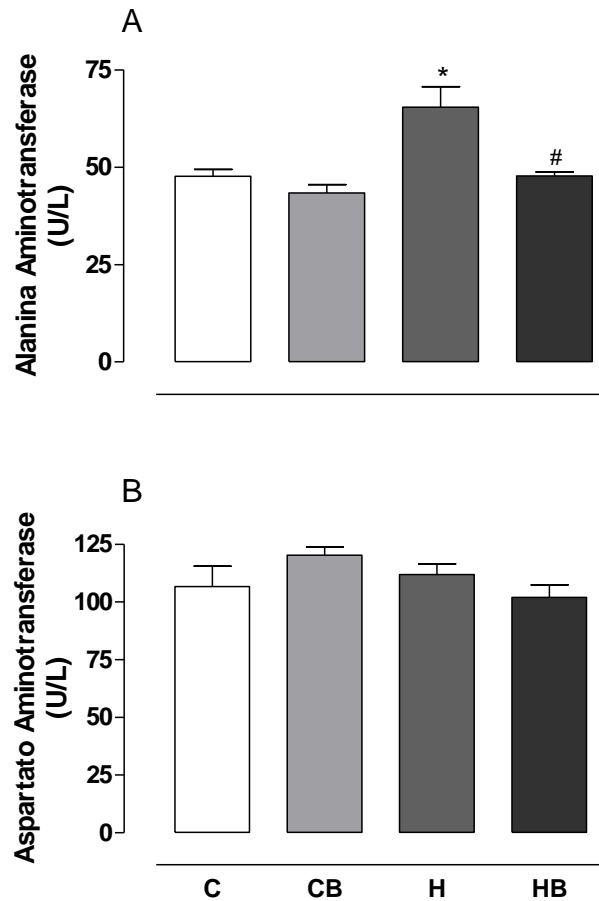 A
Alanina Aminotransferase
(U/L)
75
50
25
0
*
#
B
Aspartato Aminotransferase
(U/L)
125
100
75
50
25
0
C CB H HB